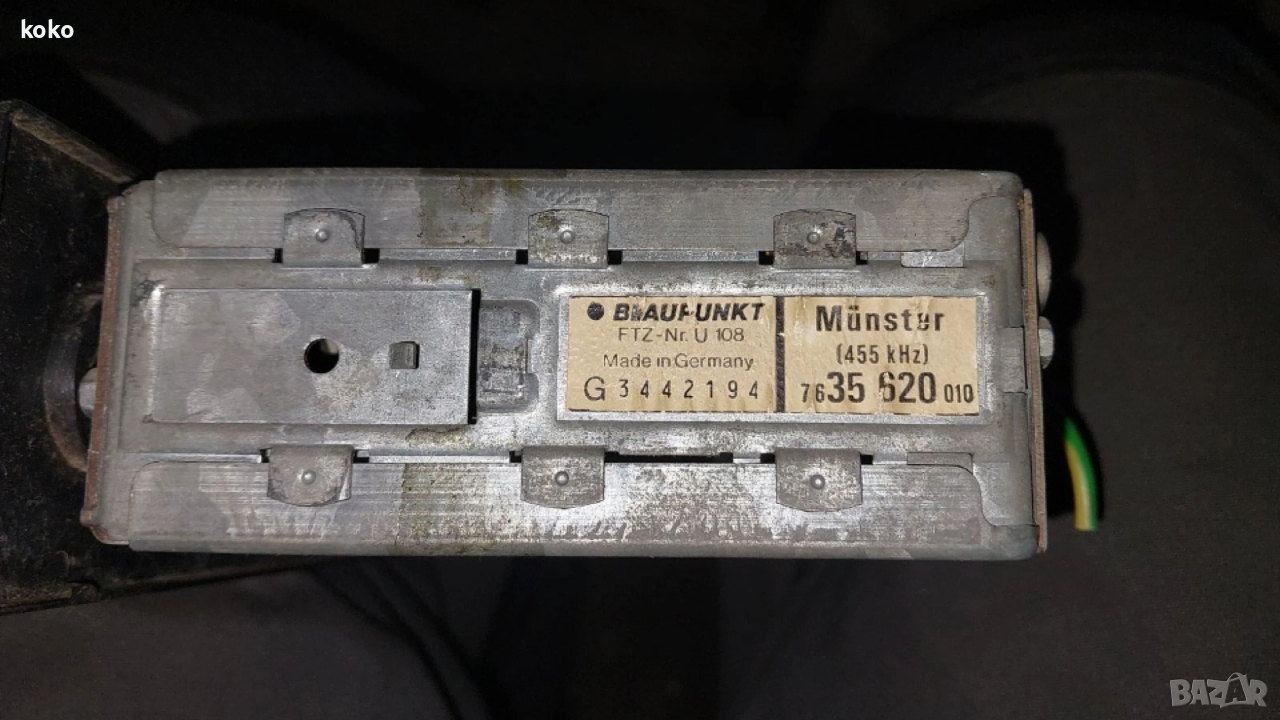 koko
BLAUPUNKT
FTZ-Nr. U 108
Made in Germany
G 3442194
Münster
(455 kHz)
7635 620 010
BAZAR